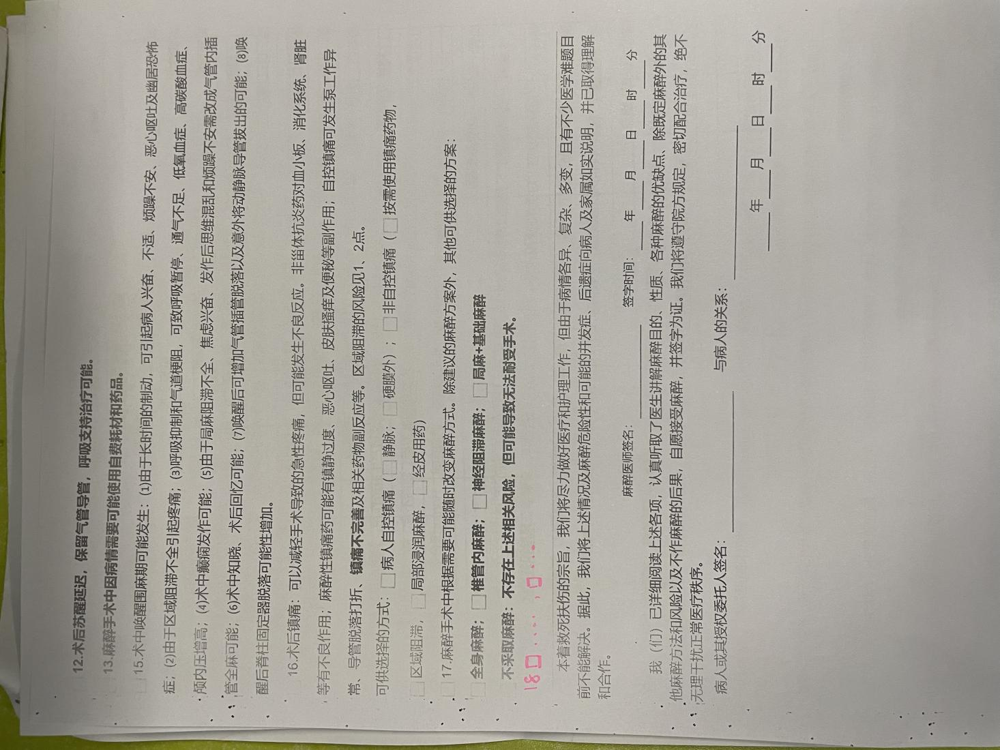 □12.术后苏醒延迟，保留气管导管，呼吸支持治疗可能。
□13.麻醉手术中因病情需要可能使用自费耗材和药品。
□15.术中唤醒围麻期可能发生：(1)由于长时间的制动，可引起病人兴奋、不适、烦躁不安、恶心呕吐及幽居恐怖
症；(2)由于区域阻滞不全引起疼痛；(3)呼吸抑制和气道梗阻，可致呼吸暂停、通气不足、低氧血症、高碳酸血症、
颅内压增高；(4)术中癫痫发作可能；(5)由于局麻阻滞不全、焦虑兴奋、发作后思维混乱和烦躁不安需改成气管内插
管全麻可能；(6)术中知晓、术后回忆可能；(7)唤醒后可增加气管插管脱落以及意外将动静脉导管拔出的可能；(8)唤
醒后脊柱固定器脱落可能性增加。
□16.术后镇痛：可以减轻手术导致的急性疼痛，但可能发生不良反应。非甾体抗炎药对血小板、消化系统、肾脏
等有不良作用；麻醉性镇痛药可能有镇静过度、恶心呕吐、皮肤搔痒及便秘等副作用；自控镇痛可发生泵工作异
常、导管脱落打折、镇痛不完善及相关药物副反应等。区域阻滞的风险见1、2点。
可供选择的方式：□病人自控镇痛（□静脉；□硬膜外）；□非自控镇痛（□按需使用镇痛药物，
□区域阻滞，□局部浸润麻醉，□经皮用药)
□17.麻醉手术中根据需要可能随时改变麻醉方式。除建议的麻醉方案外，其他可供选择的方案：
□全身麻醉；□椎管内麻醉；□神经阻滞麻醉；□局麻+基础麻醉
不采取麻醉：不存在上述相关风险，但可能导致无法耐受手术。
18□....,□...
本着救死扶伤的宗旨，我们将尽力做好医疗和护理工作，但由于病情各异、复杂、多变，且有不少医学难题目
前不能解决。据此，我们将上述情况及麻醉危险性和可能的并发症、后遗症向病人及家属如实说明，并已取得理解
和合作。
麻醉医师签名：________ 签字时间：____年____月____日____时____分
我（们）已详细阅读上述各项，认真听取了医生讲解麻醉目的、性质、各种麻醉的优缺点、除既定麻醉外的其
他麻醉方法和风险以及不作麻醉的后果，自愿接受麻醉，并签字为证。我们将遵守院方规定，密切配合治疗，绝不
无理干扰正常医疗秩序。
病人或其授权委托人签名：________ 与病人的关系：________
____年____月____日____时____分